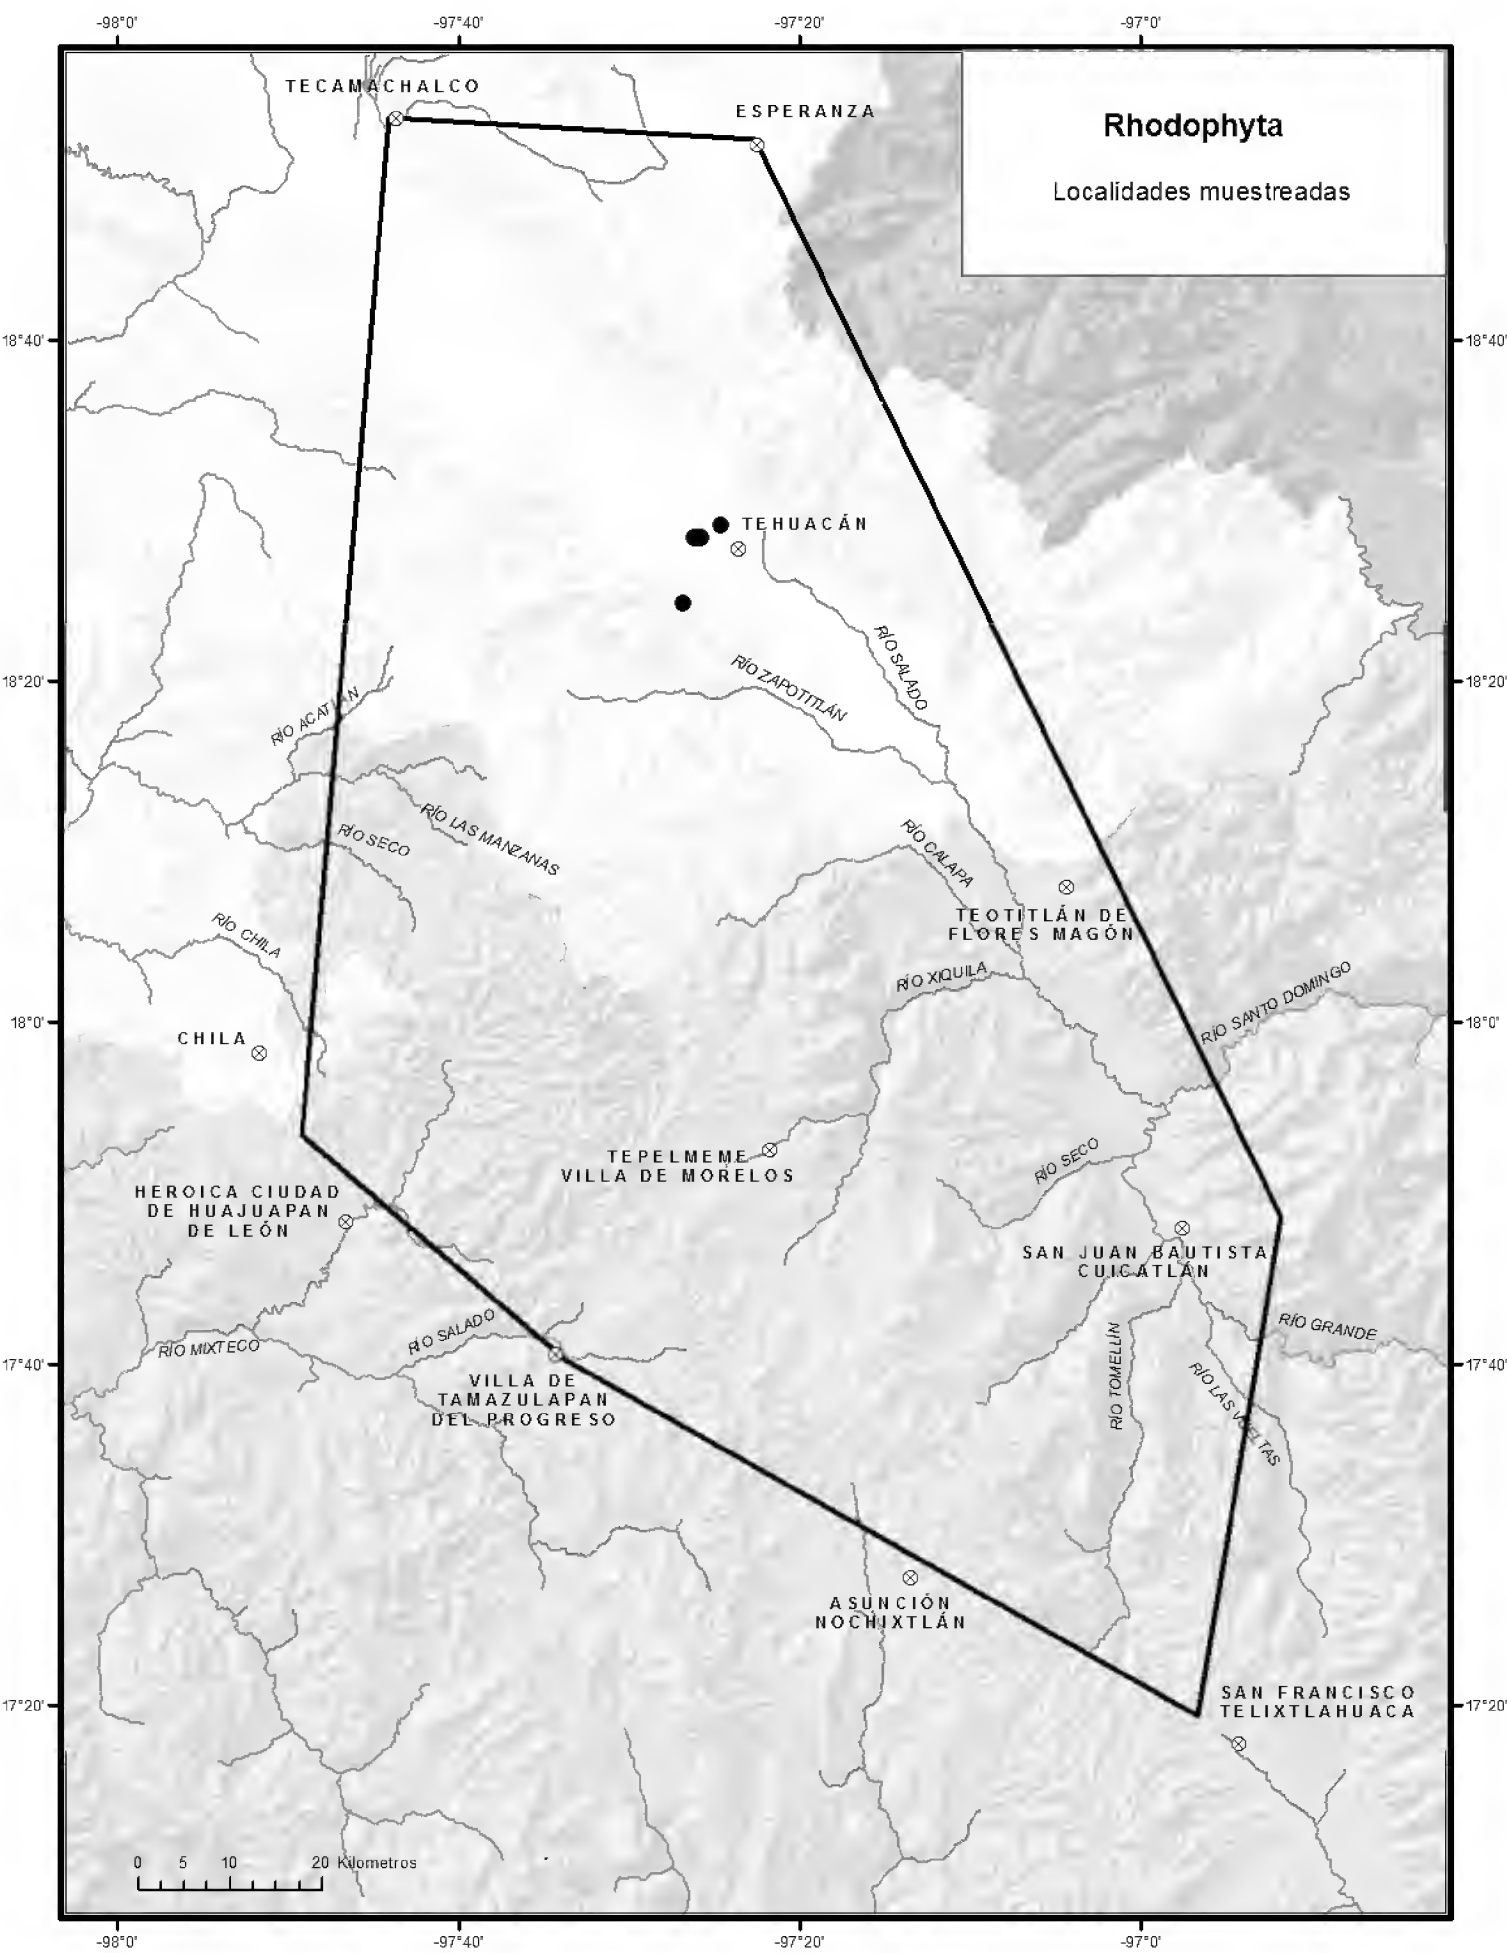 -98°0' -97°40' -97°20' -97°0'
TECAMACHALCO
ESPERANZA
Rhodophyta
Localidades muestreadas
18°40' 18°40'
TEHUACÁN
RÍO SALADO
RÍO ZAPOTITLÁN
18°20' 18°20'
RÍO ACATLÁN
RÍO LAS MANZANAS
RÍO SECO
RÍO CALAPA
TEOTITLÁN DE
FLORES MAGÓN
RÍO CHILA
RÍO XIQUILA
RÍO SANTO DOMINGO
18°0' 18°0'
CHILA
RÍO SECO
TEPELMEME
VILLA DE MORELOS
HEROICA CIUDAD
DE HUAJUAPAN
DE LEÓN
SAN JUAN BAUTISTA
CUICATLÁN
RÍO GRANDE
RÍO SALADO
RÍO MIXTECO
RÍO TOMELLÍN
RÍO LAS VUELTAS
17°40' 17°40'
VILLA DE
TAMAZULAPAN
DEL PROGRESO
ASUNCIÓN
NOCHIXTLÁN
17°20' 17°20'
SAN FRANCISCO
TELIXTLAHUACA
0 5 10 20 Kilometros
-98°0' -97°40' -97°20' -97°0'